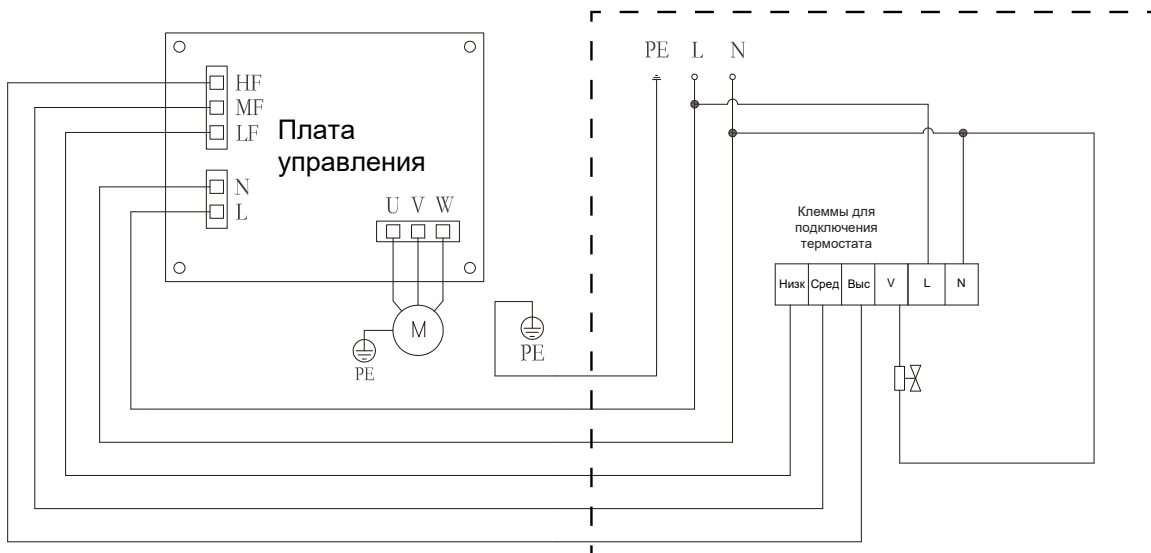 PE L N
HF
MF
LF
Плата
управления
N
L
U V W
Клеммы для
подключения
термостата
Низк Сред Выс V L N
M
PE
PE